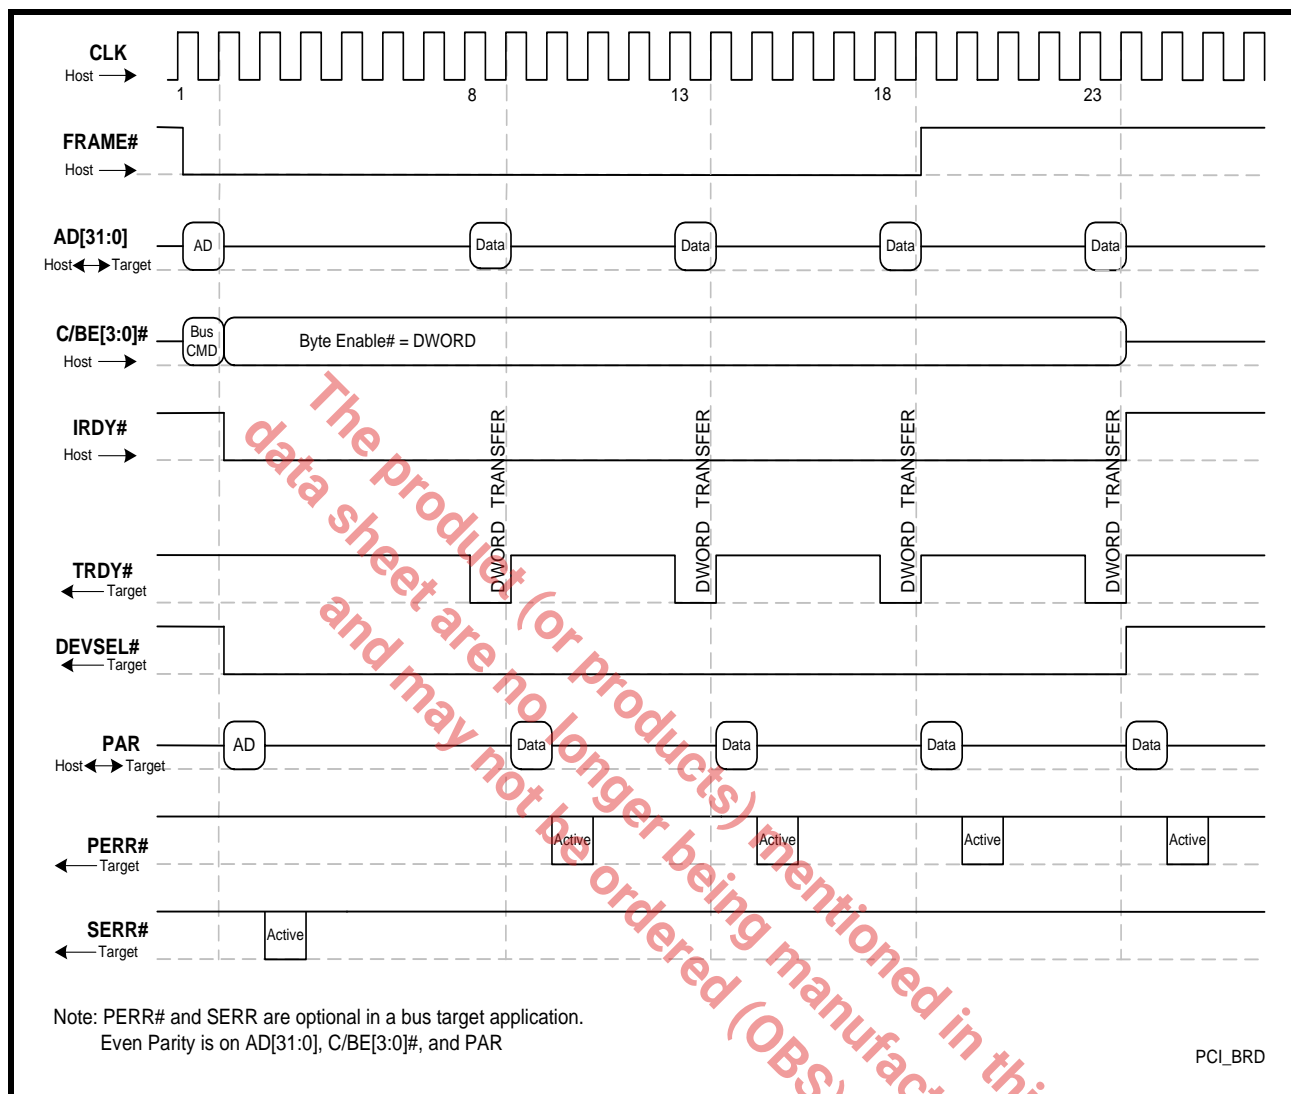 CLK
Host
1 8 13 18 23
FRAME#
Host
AD[31:0]
Host Target
AD Data Data Data Data
C/BE[3:0]#
Host
Bus
CMD
Byte Enable# = DWORD
IRDY#
Host
DWORD TRANSFER
DWORD TRANSFER
DWORD TRANSFER
DWORD TRANSFER
TRDY#
Target
DEVSEL#
Target
PAR
Host Target
AD Data Data Data Data
PERR#
Target
Active Active Active Active
SERR#
Target
Active
The product (or products) mentioned in this
data sheet are no longer being manufact
and may not be ordered (OBS)
Note: PERR# and SERR are optional in a bus target application.
Even Parity is on AD[31:0], C/BE[3:0]#, and PAR
PCI_BRD